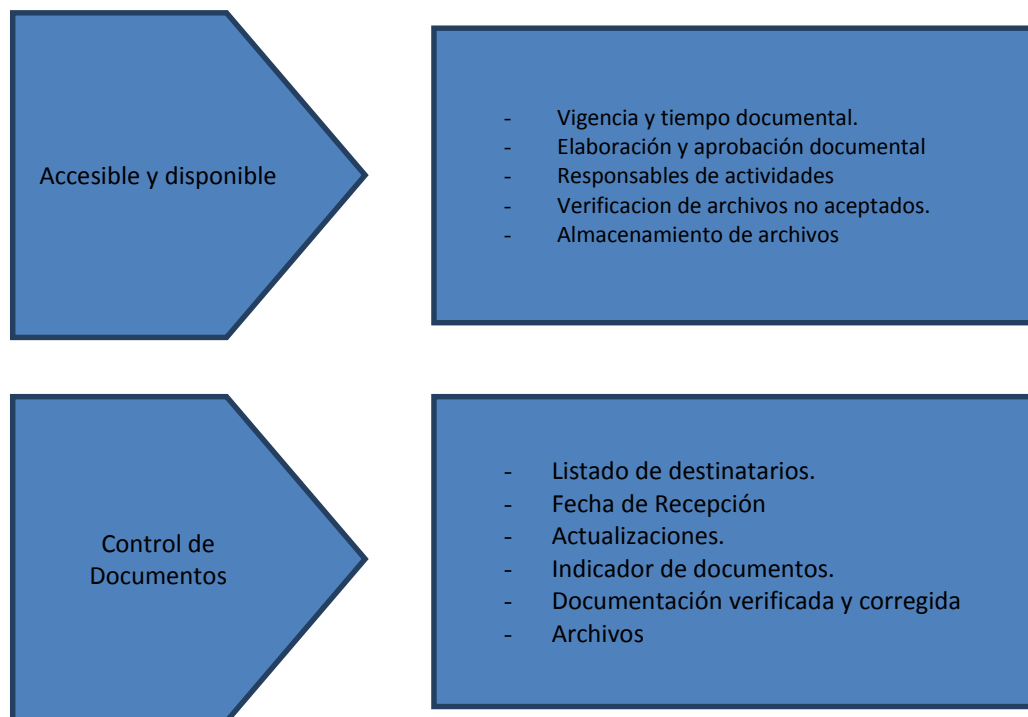 Accesible y disponible
- Vigencia y tiempo documental.
- Elaboración y aprobación documental
- Responsables de actividades
- Verificacion de archivos no aceptados.
- Almacenamiento de archivos
Control de
Documentos
- Listado de destinatarios.
- Fecha de Recepción
- Actualizaciones.
- Indicador de documentos.
- Documentación verificada y corregida
- Archivos